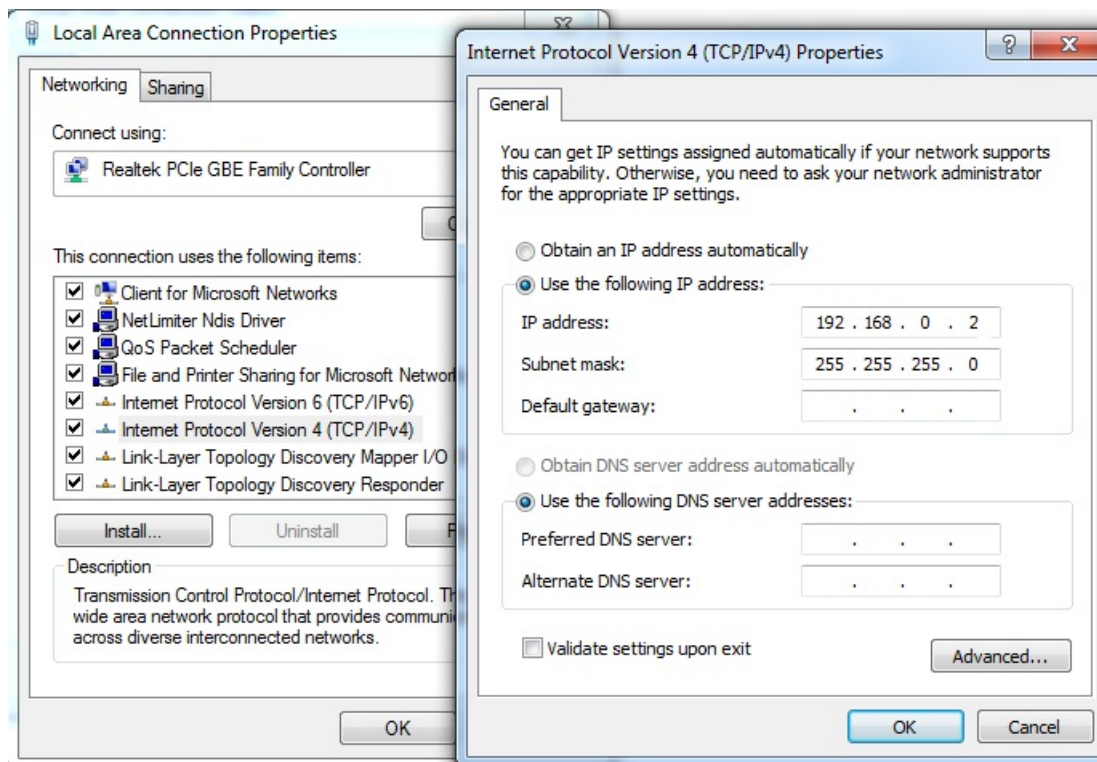 Local Area Connection Properties
Networking
Sharing
Connect using:
Realtek PCIe GBE Family Controller
This connection uses the following items:
Client for Microsoft Networks
NetLimiter Ndis Driver
QoS Packet Scheduler
File and Printer Sharing for Microsoft
Internet Protocol Version 6 (TCP/IPv6)
Internet Protocol Version 4 (TCP/IPv4)
Link-Layer Topology Discovery Mapper I/O
Link-Layer Topology Discovery Responder
Install...
Uninstall
Description
Transmission Control Protocol/Internet Protocol.
wide area network protocol that provides
across diverse interconnected networks.
OK
Internet Protocol Version 4 (TCP/IPv4) Properties
General
You can get IP settings assigned automatically if your network supports
this capability. Otherwise, you need to ask your network administrator
for the appropriate IP settings.
Obtain an IP address automatically
Use the following IP address:
IP address:
192 . 168 . 0 . 2
Subnet mask:
255 . 255 . 255 . 0
Default gateway:
. . .
Obtain DNS server address automatically
Use the following DNS server addresses:
Preferred DNS server:
. . .
Alternate DNS server:
. . .
Validate settings upon exit
Advanced...
OK
Cancel